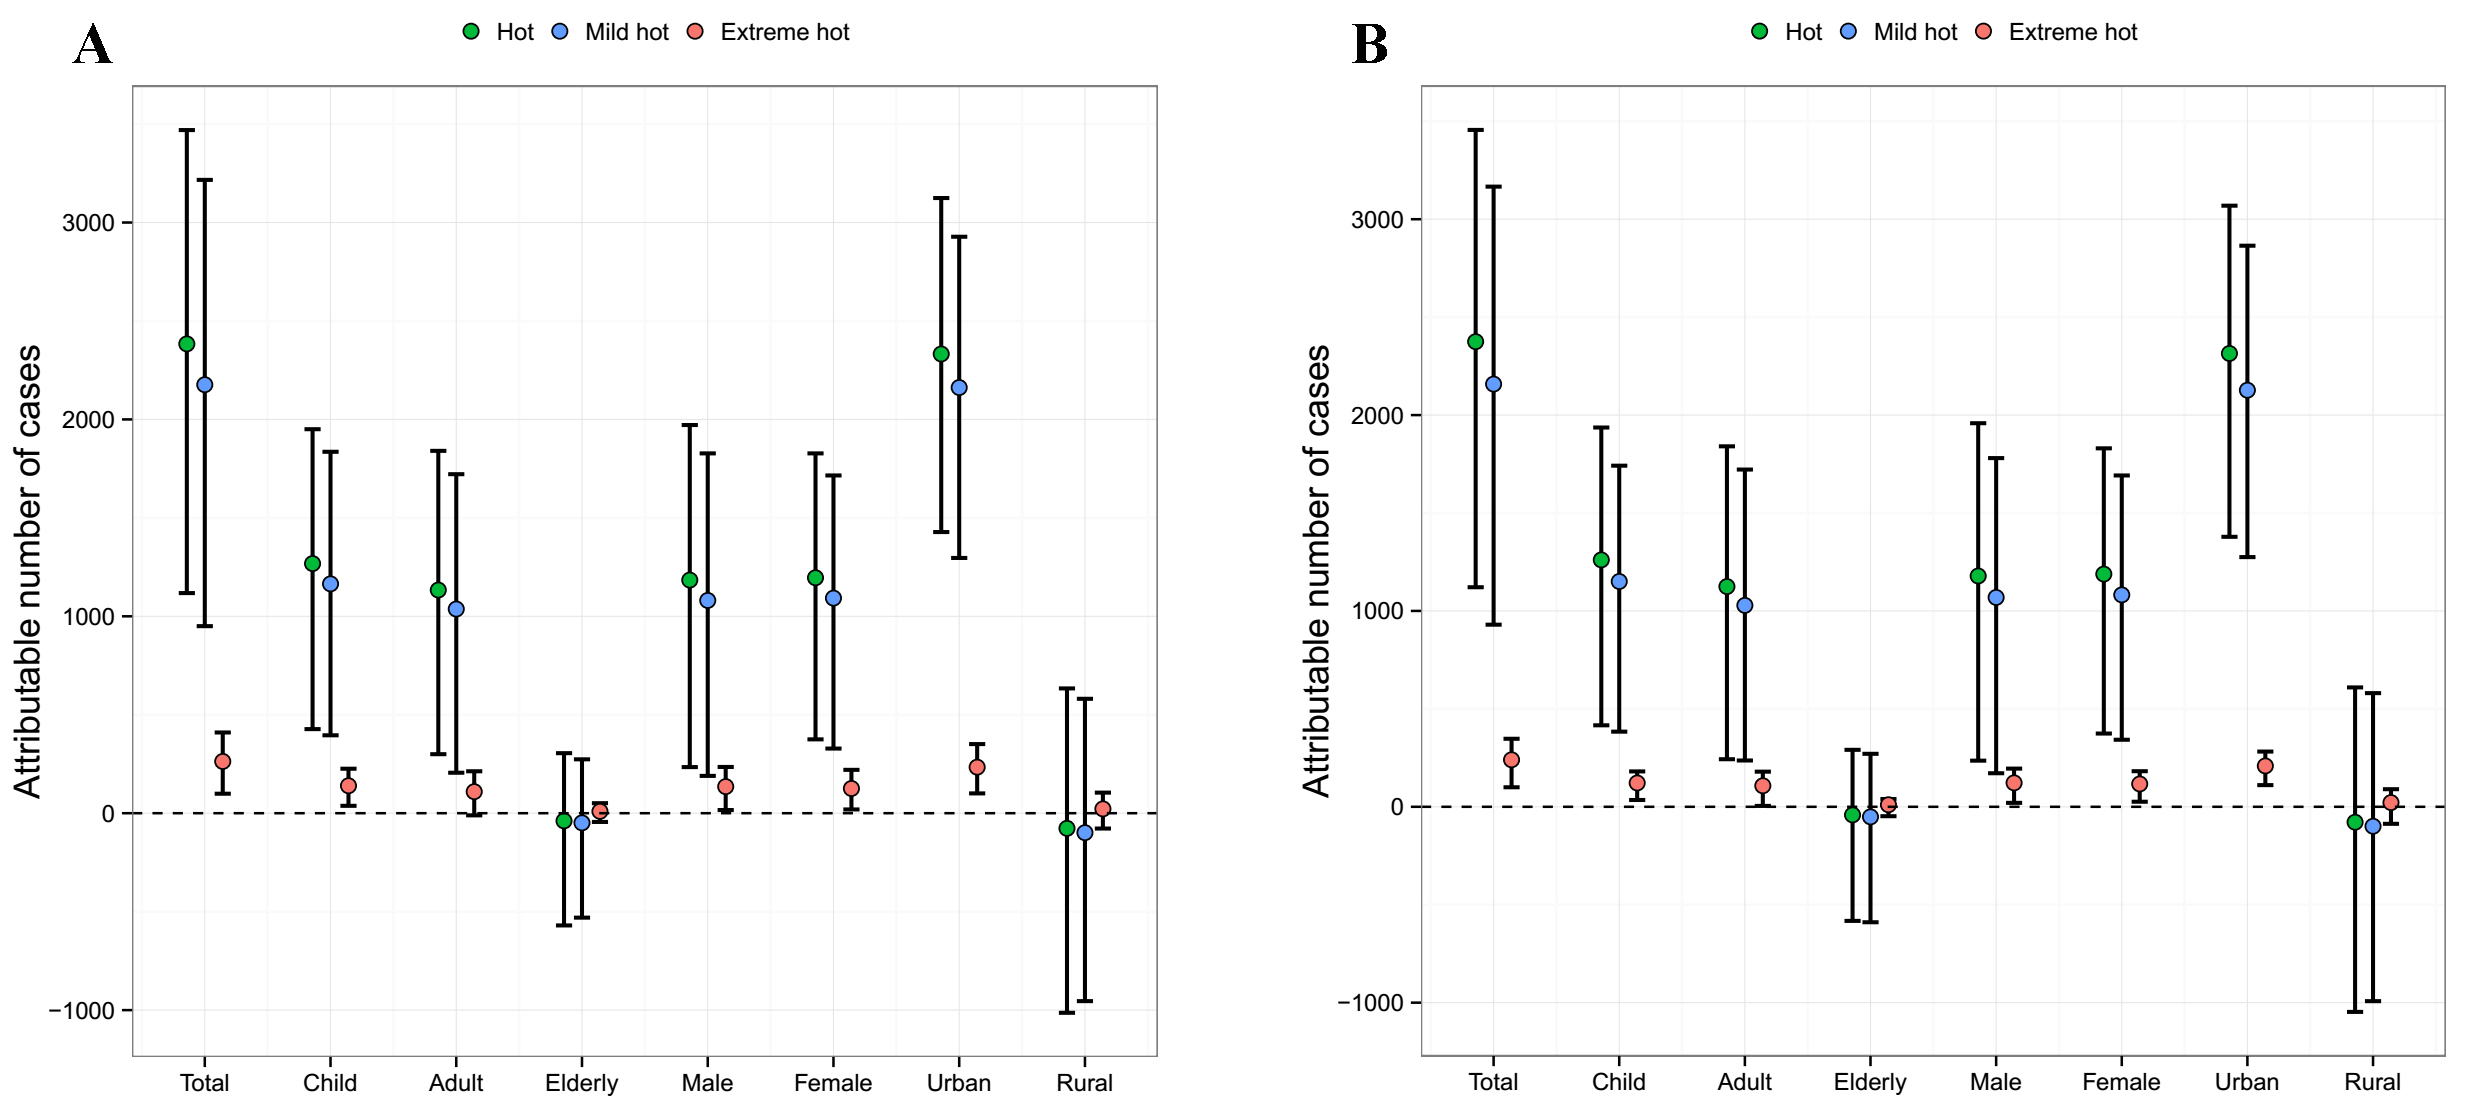 A
Hot Mild hot Extreme hot
Attributable number of cases
3000
2000
1000
0
−1000
Total Child Adult Elderly Male Female Urban Rural
B
Hot Mild hot Extreme hot
Attributable number of cases
3000
2000
1000
0
−1000
Total Child Adult Elderly Male Female Urban Rural